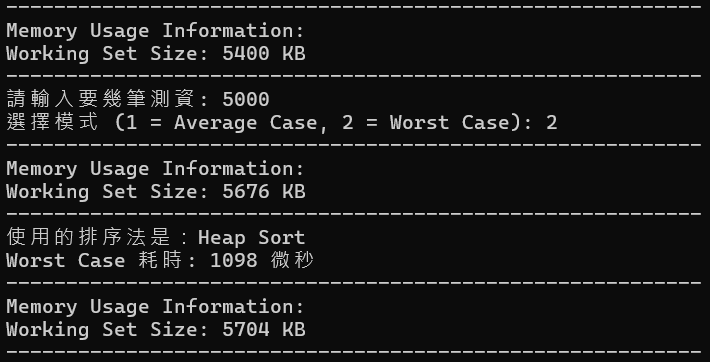 ----------------------------------------------------------
Memory Usage Information:
Working Set Size: 5400 KB
----------------------------------------------------------
請輸入要幾筆測資: 5000
選擇模式 (1 = Average Case, 2 = Worst Case): 2
----------------------------------------------------------
Memory Usage Information:
Working Set Size: 5676 KB
----------------------------------------------------------
使用的排序法是：Heap Sort
Worst Case 耗時: 1098 微秒
----------------------------------------------------------
Memory Usage Information:
Working Set Size: 5704 KB
----------------------------------------------------------